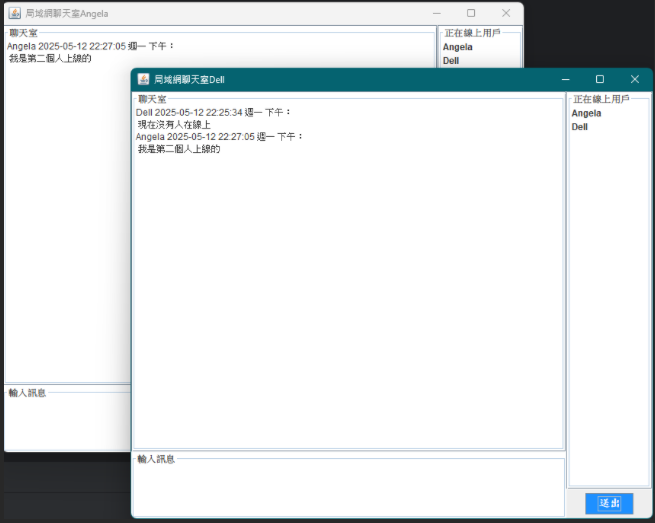 局域網聊天室Angela
聊天室
Angela 2025-05-12 22:27:05 週一 下午：
我是第二個人上線的
正在線上用戶
Angela
Dell
輸入訊息
局域網聊天室Dell
聊天室
Dell 2025-05-12 22:25:34 週一 下午：
現在沒有人在線上
Angela 2025-05-12 22:27:05 週一 下午：
我是第二個人上線的
正在線上用戶
Angela
Dell
輸入訊息
送出